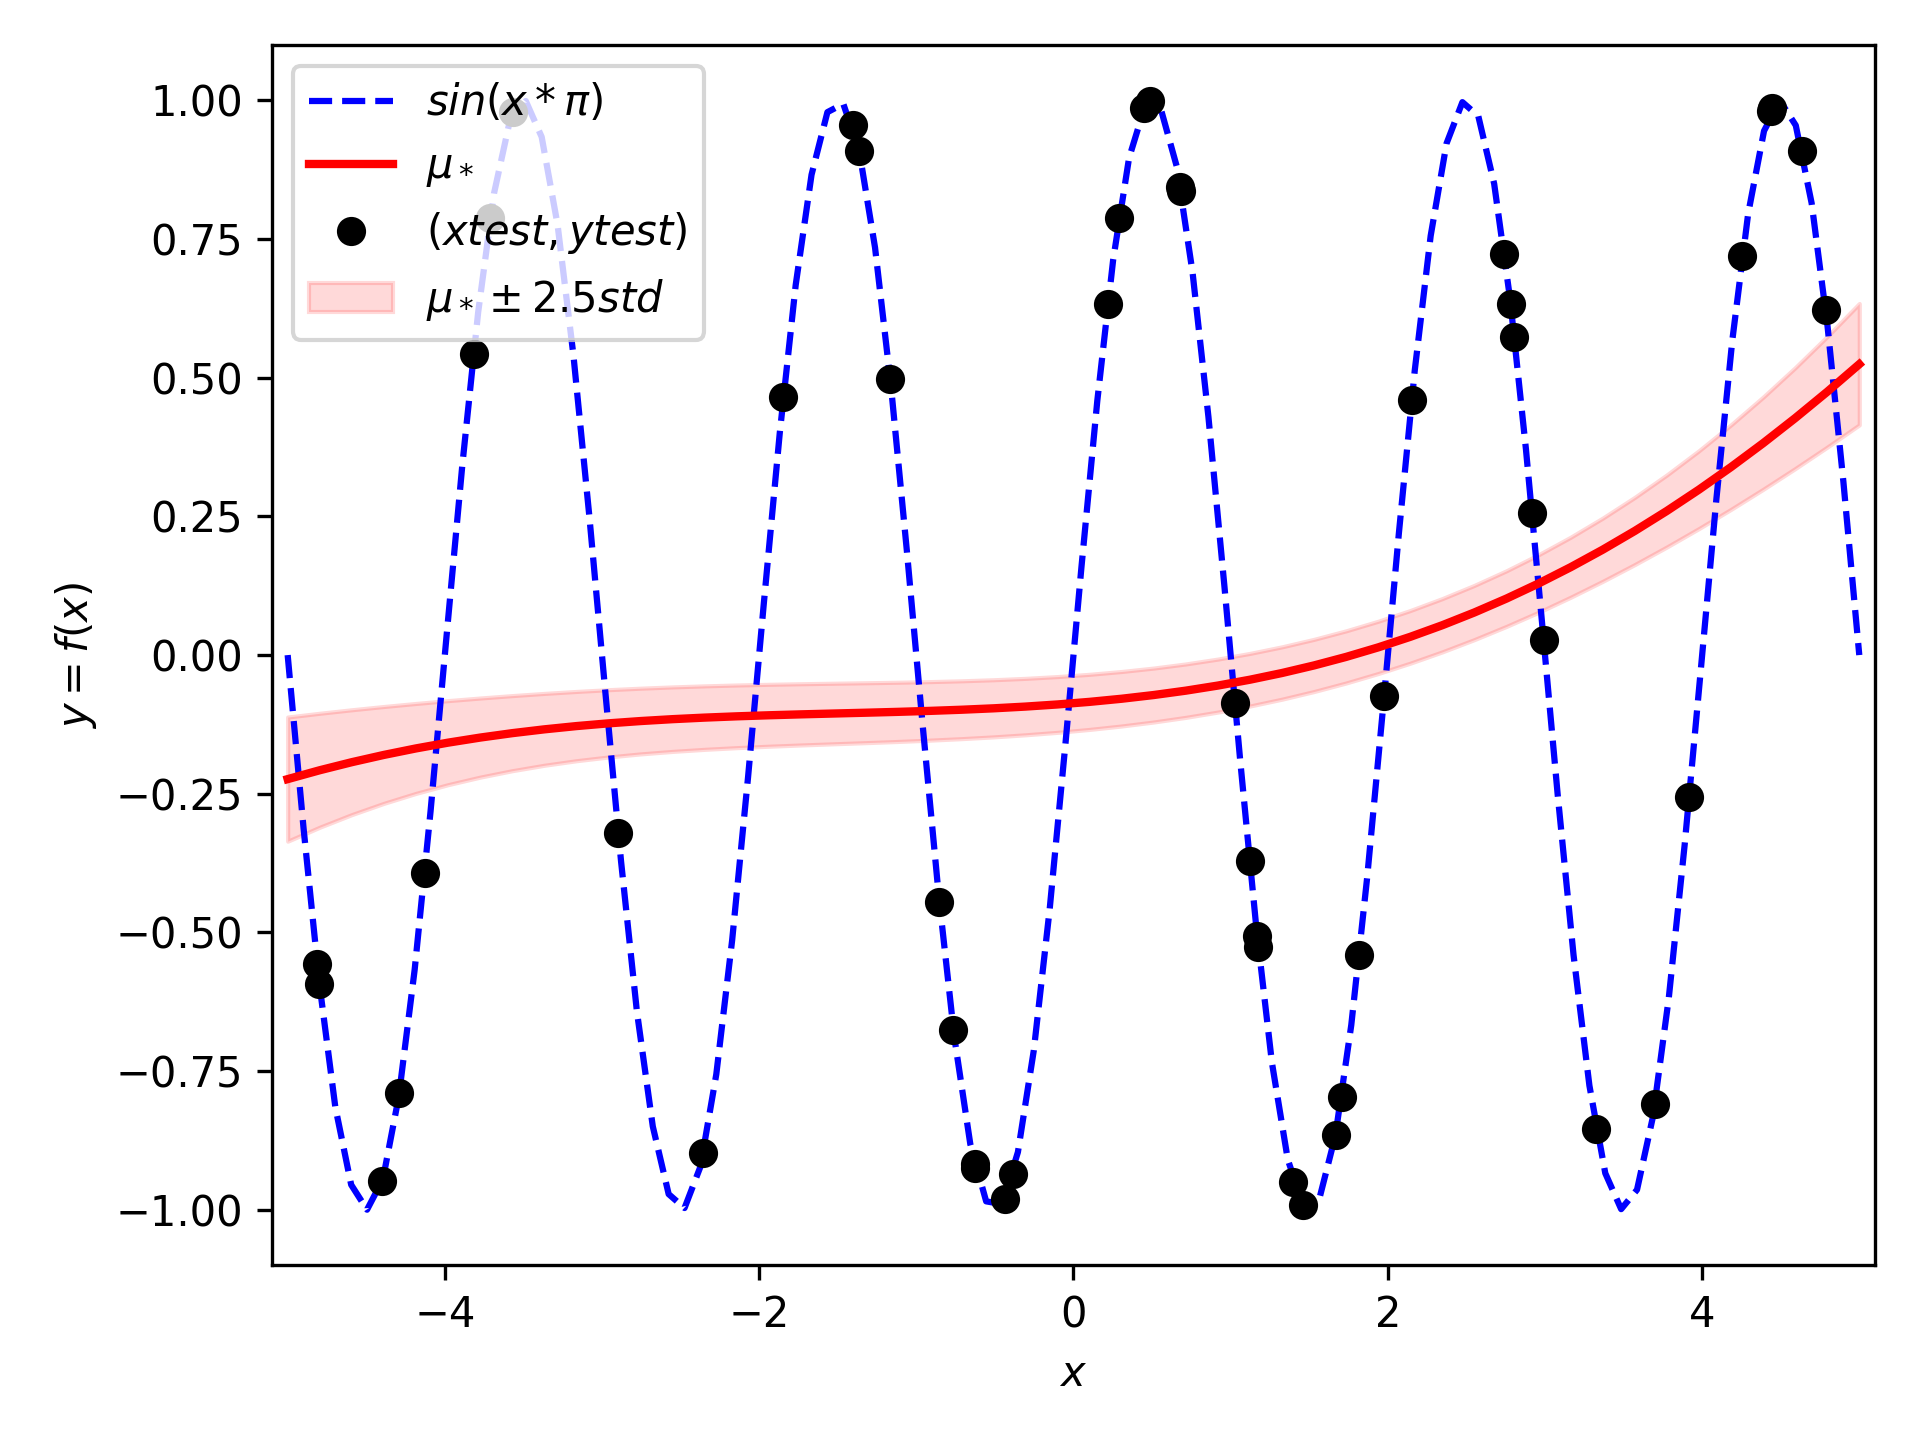 sin(x * π)
μ*
(xtest, ytest)
μ* ± 2.5std
1.00
0.75
0.50
0.25
0.00
−0.25
−0.50
−0.75
−1.00
y = f(x)
−4 −2 0 2 4
x